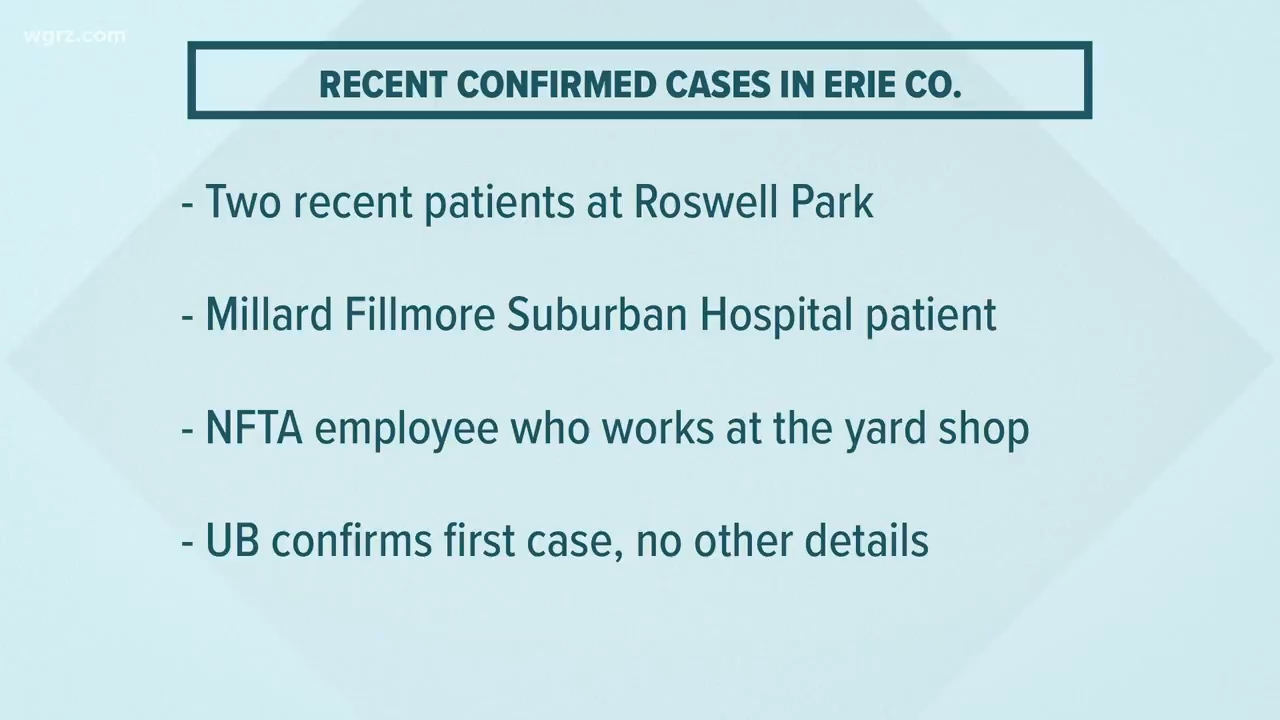 wgrz.com
RECENT CONFIRMED CASES IN ERIE CO.
- Two recent patients at Roswell Park
- Millard Fillmore Suburban Hospital patient
- NFTA employee who works at the yard shop
- UB confirms first case, no other details